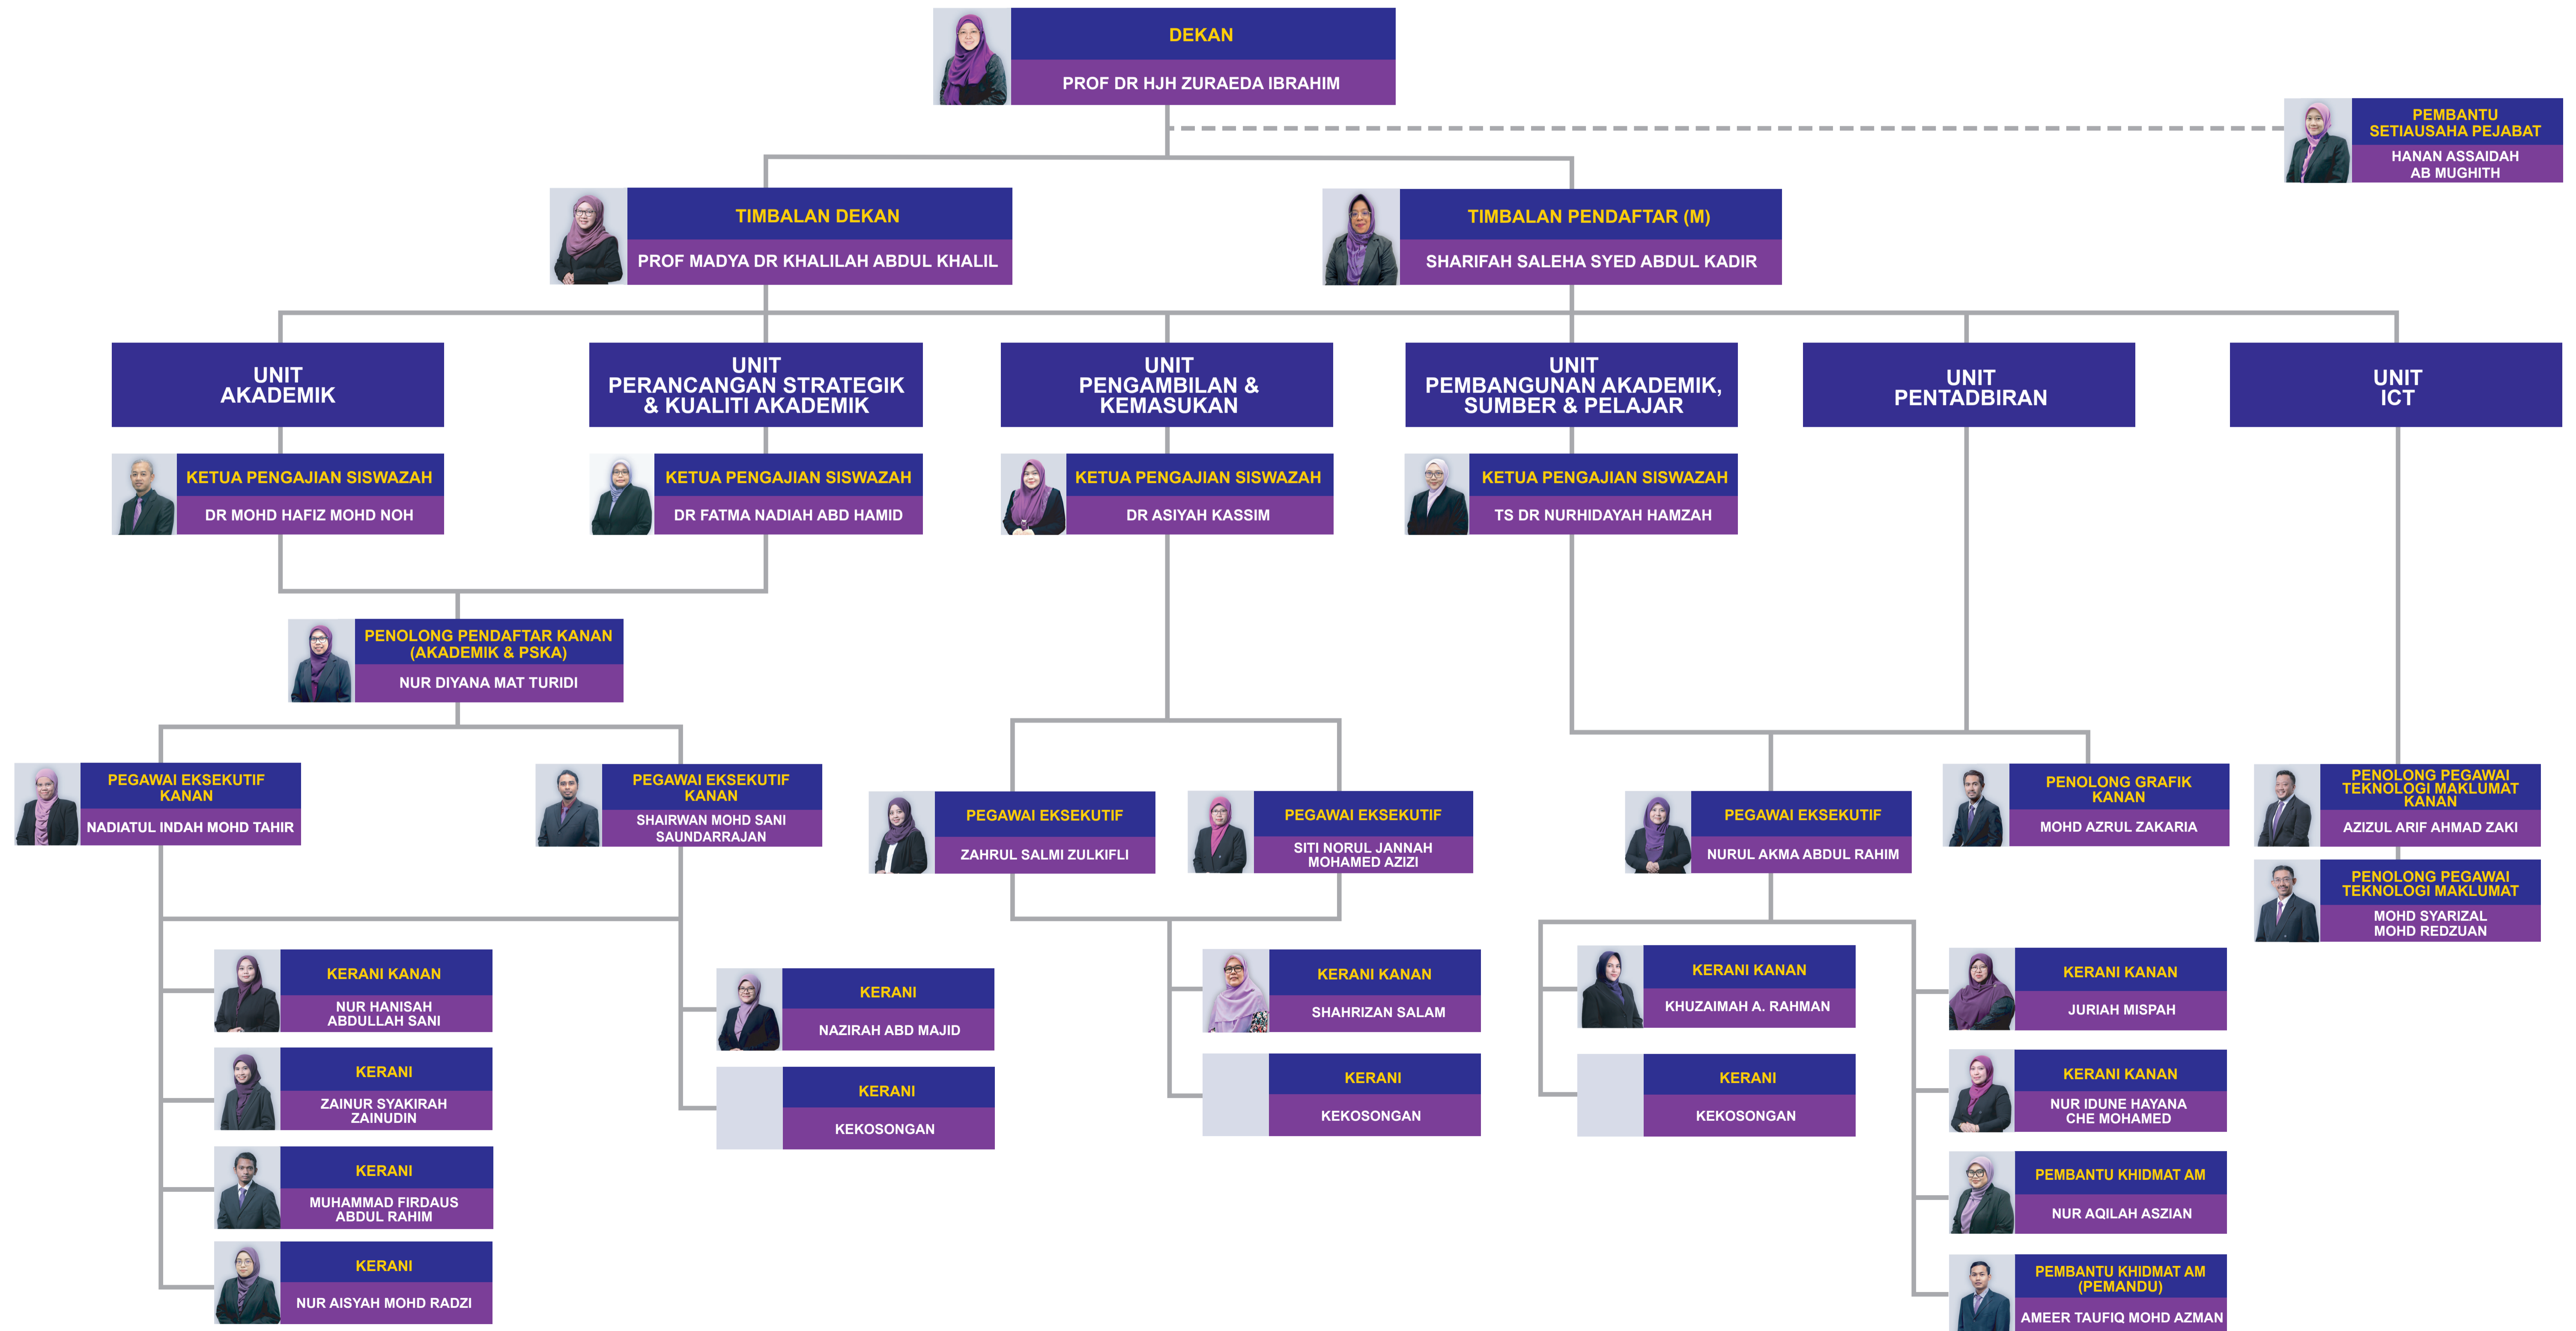 DEKAN
PROF DR HJH ZURAEDA IBRAHIM
PEMBANTU
SETIAUSAHA PEJABAT
HANAN ASSAIDAH
AB MUGHITH
TIMBALAN DEKAN
PROF MADYA DR KHALILAH ABDUL KHALIL
TIMBALAN PENDAFTAR (M)
SHARIFAH SALEHA SYED ABDUL KADIR
UNIT
AKADEMIK
UNIT
PERANCANGAN STRATEGIK
& KUALITI AKADEMIK
UNIT
PENGAMBILAN &
KEMASUKAN
UNIT
PEMBANGUNAN AKADEMIK,
SUMBER & PELAJAR
UNIT
PENTADBIRAN
UNIT
ICT
KETUA PENGAJIAN SISWAZAH
DR MOHD HAFIZ MOHD NOH
KETUA PENGAJIAN SISWAZAH
DR FATMA NADIAH ABD HAMID
KETUA PENGAJIAN SISWAZAH
DR ASIYAH KASSIM
KETUA PENGAJIAN SISWAZAH
TS DR NURHIDAYAH HAMZAH
PENOLONG PENDAFTAR KANAN
(AKADEMIK & PSKA)
NUR DIYANA MAT TURIDI
PEGAWAI EKSEKUTIF
KANAN
NADIATUL INDAH MOHD TAHIR
PEGAWAI EKSEKUTIF
KANAN
SHAIRWAN MOHD SANI
SAUNDARRAJAN
PEGAWAI EKSEKUTIF
ZAHRUL SALMI ZULKIFLI
PEGAWAI EKSEKUTIF
SITI NORUL JANNAH
MOHAMED AZIZI
PEGAWAI EKSEKUTIF
NURUL AKMA ABDUL RAHIM
PENOLONG GRAFIK
KANAN
MOHD AZRUL ZAKARIA
PENOLONG PEGAWAI
TEKNOLOGI MAKLUMAT
KANAN
AZIZUL ARIF AHMAD ZAKI
PENOLONG PEGAWAI
TEKNOLOGI MAKLUMAT
MOHD SYARIZAL
MOHD REDZUAN
KERANI KANAN
NUR HANISAH
ABDULLAH SANI
KERANI
ZAINUR SYAKIRAH
ZAINUDIN
KERANI
MUHAMMAD FIRDAUS
ABDUL RAHIM
KERANI
NUR AISYAH MOHD RADZI
KERANI
NAZIRAH ABD MAJID
KERANI
KEKOSONGAN
KERANI KANAN
SHAHRIZAN SALAM
KERANI
KEKOSONGAN
KERANI KANAN
KHUZAIMAH A. RAHMAN
KERANI
KEKOSONGAN
KERANI KANAN
JURIAH MISPAH
KERANI KANAN
NUR IDUNE HAYANA
CHE MOHAMED
PEMBANTU KHIDMAT AM
NUR AQILAH ASZIAN
PEMBANTU KHIDMAT AM
(PEMANDU)
AMEER TAUFIQ MOHD AZMAN